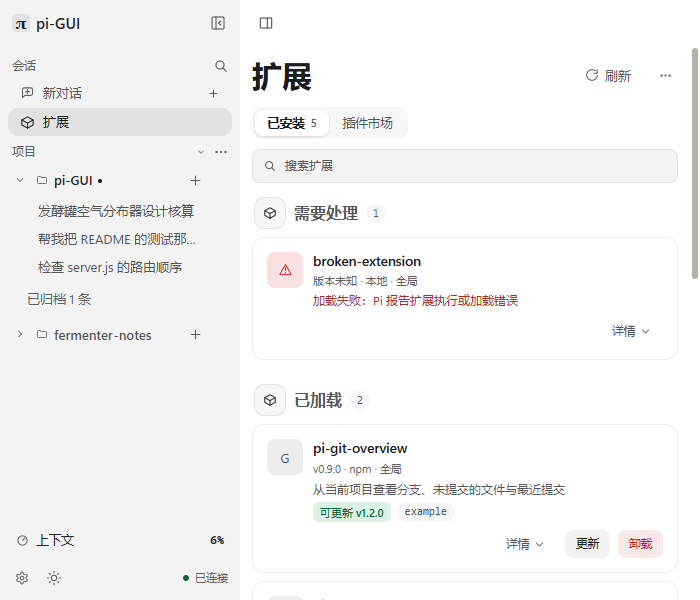 π pi-GUI
会话
新对话
扩展
项目
pi-GUI
发酵罐空气分布器设计核算
帮我把 README 的测试那...
检查 server.js 的路由顺序
已归档 1 条
fermenter-notes
上下文 6%
已连接
扩展
刷新
已安装 5 插件市场
搜索扩展
需要处理 1
broken-extension
版本未知 · 本地 · 全局
加载失败：Pi 报告扩展执行或加载错误
详情
已加载 2
G
pi-git-overview
v0.9.0 · npm · 全局
从当前项目查看分支、未提交的文件与最近提交
可更新 v1.2.0 example
详情 更新 卸载